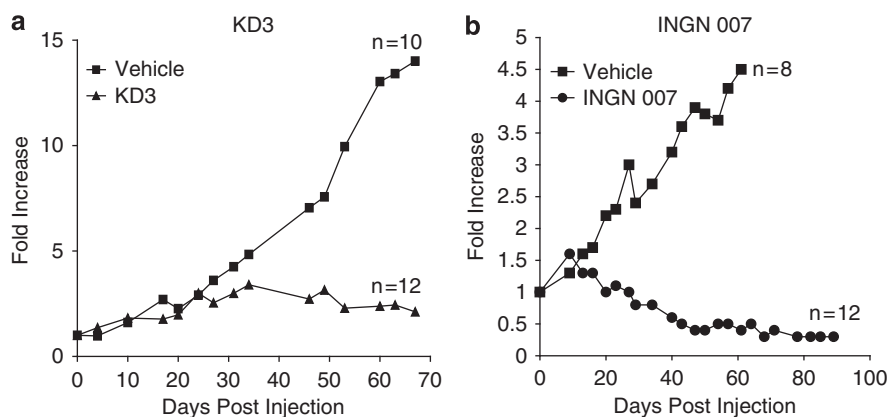 a
KD3
15
10
5
0
Fold Increase
Vehicle
KD3
n=10
n=12
0 10 20 30 40 50 60 70
Days Post Injection
b
INGN 007
5
4.5
4
3.5
3
2.5
2
1.5
1
0.5
0
Fold Increase
Vehicle
INGN 007
n=8
n=12
0 20 40 60 80 100
Days Post Injection